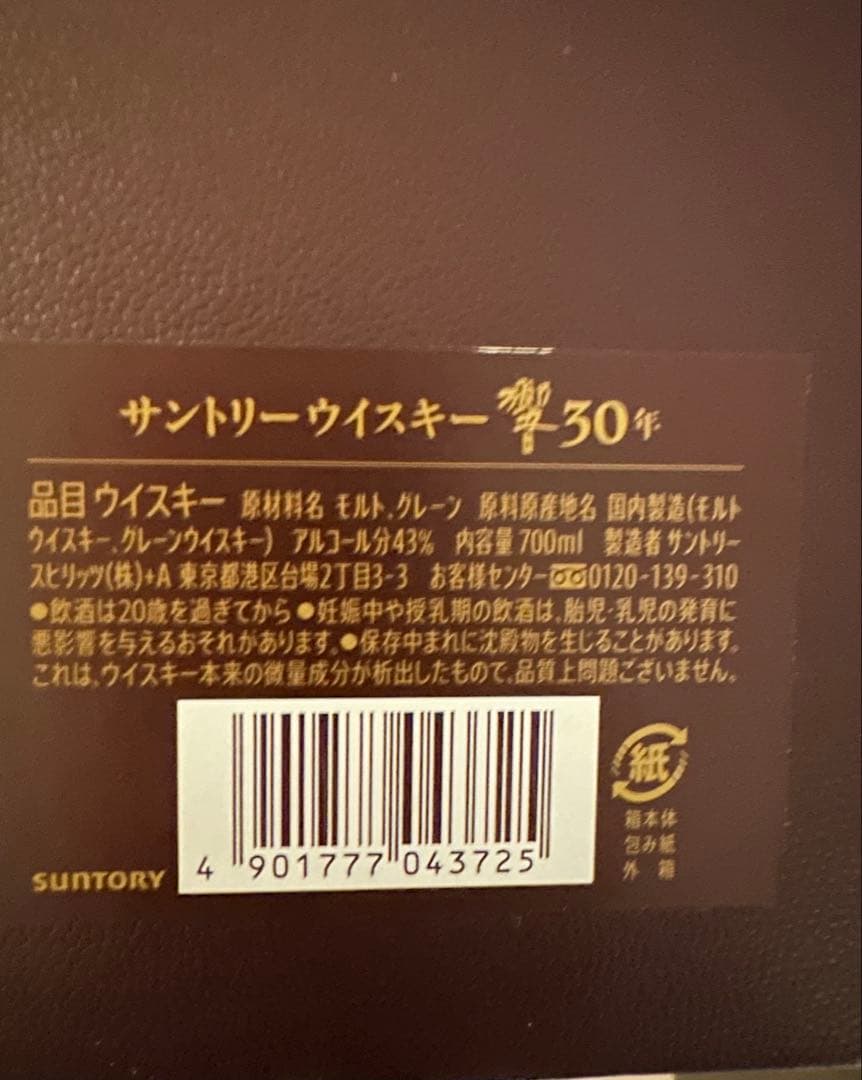 サントリーウイスキー 響 30年
品目 ウイスキー 原材料名 モルト、グレーン 原料原産地名 国内製造(モルト
ウイスキー、グレーンウイスキー) アルコール分43% 内容量 700ml 製造者 サントリー
スピリッツ(株)+A 東京都港区台場2丁目3-3 お客様センター 0120-139-310
●飲酒は20歳を過ぎてから ●妊娠中や授乳期の飲酒は、胎児・乳児の発育に
悪影響を与えるおそれがあります。●保存中まれに沈殿物を生じることがあります。
これは、ウイスキー本来の微量成分が析出したもので、品質上問題ございません。
紙
箱本体
包み紙
外 箱
SUNTORY
4 901777 043725